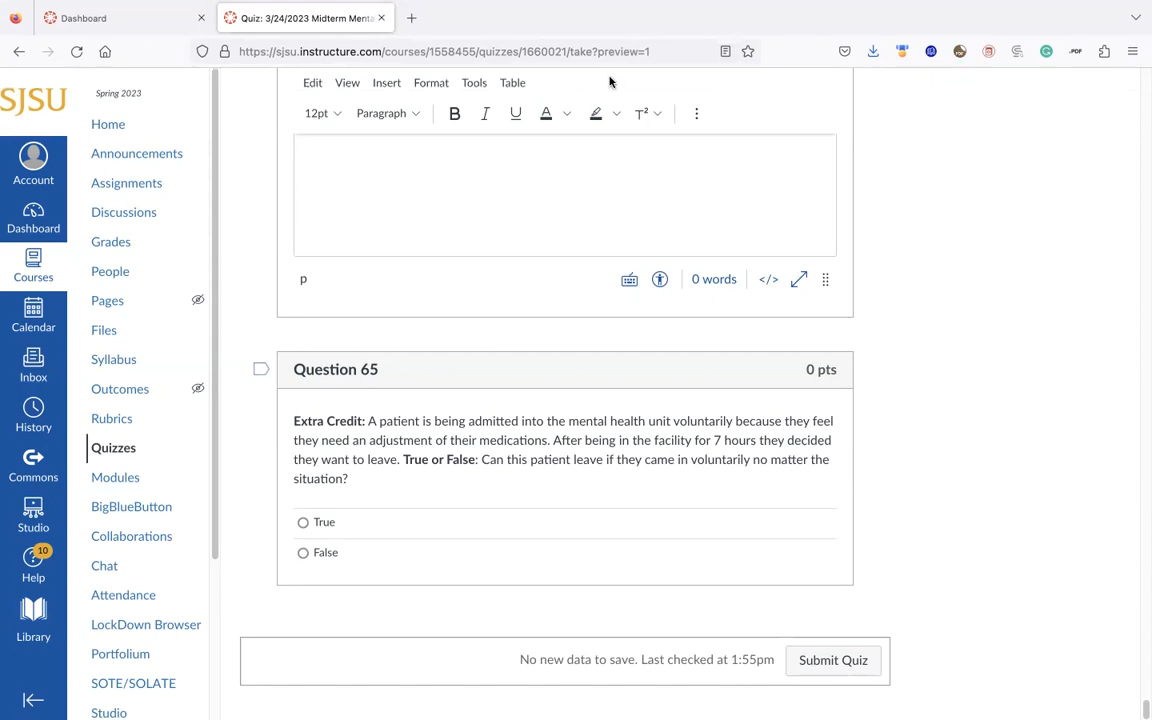 Dashboard
Quiz: 3/24/2023 Midterm Menta
https://sjsu.instructure.com/courses/1558455/quizzes/1660021/take?preview=1
SJSU
Account
Dashboard
Courses
Calendar
Inbox
History
Commons
Studio
10
Help
Library
Spring 2023
Home
Announcements
Assignments
Discussions
Grades
People
Pages
Files
Syllabus
Outcomes
Rubrics
Quizzes
Modules
BigBlueButton
Collaborations
Chat
Attendance
LockDown Browser
Portfolium
SOTE/SOLATE
Studio
Edit View Insert Format Tools Table
12pt Paragraph B I U A T²
p
0 words </>
Question 65 0 pts
Extra Credit: A patient is being admitted into the mental health unit voluntarily because they feel
they need an adjustment of their medications. After being in the facility for 7 hours they decided
they want to leave. True or False: Can this patient leave if they came in voluntarily no matter the
situation?
True
False
No new data to save. Last checked at 1:55pm Submit Quiz